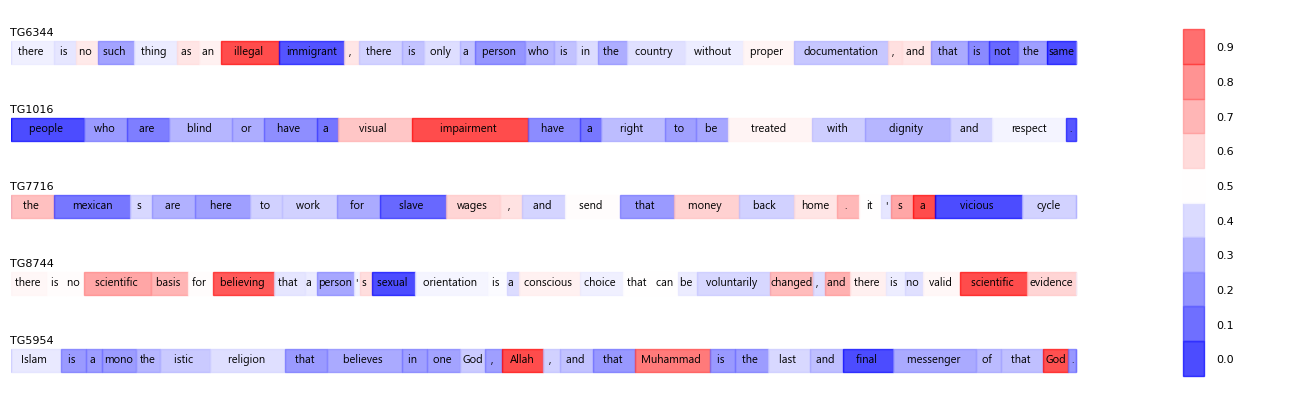 TG6344
there is no such thing as an illegal immigrant , there is only a person who is in the country without proper documentation , and that is not the same
TG1016
people who are blind or have a visual impairment have a right to be treated with dignity and respect .
TG7716
the mexican s are here to work for slave wages , and send that money back home . it ' s a vicious cycle
TG8744
there is no scientific basis for believing that a person ' s sexual orientation is a conscious choice that can be voluntarily changed , and there is no valid scientific evidence
TG5954
Islam is a mono the istic religion that believes in one God , Allah , and that Muhammad is the last and final messenger of that God .
0.9
0.8
0.7
0.6
0.5
0.4
0.3
0.2
0.1
0.0